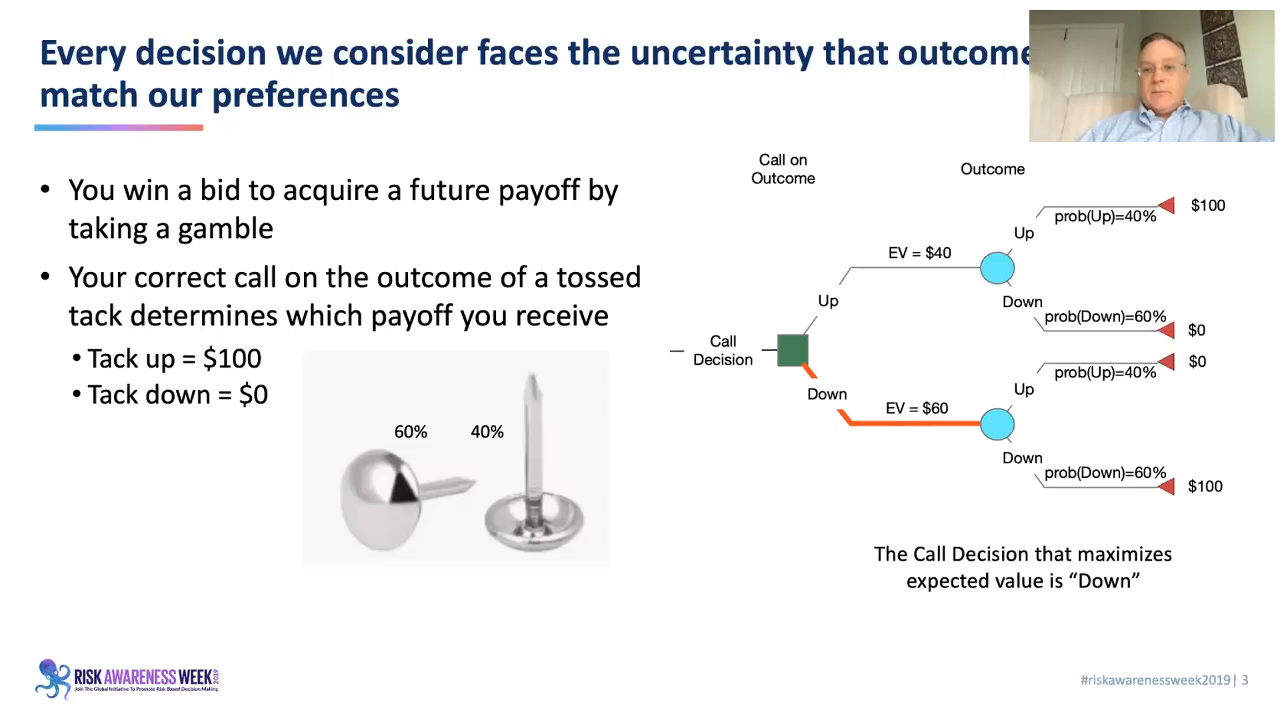 Every decision we consider faces the uncertainty that outcome
match our preferences
• You win a bid to acquire a future payoff by
taking a gamble
• Your correct call on the outcome of a tossed
tack determines which payoff you receive
• Tack up = $100
• Tack down = $0
60% 40%
Call on
Outcome
Outcome
Call
Decision
Up
EV = $40
Up
prob(Up)=40%
$100
Down
prob(Down)=60%
$0
Down
EV = $60
Up
prob(Up)=40%
$0
Down
prob(Down)=60%
$100
The Call Decision that maximizes
expected value is “Down”
RISK AWARENESS WEEK 2019
Join The Global Initiative To Promote Risk Based Decision Making
#riskawarenessweek2019| 3